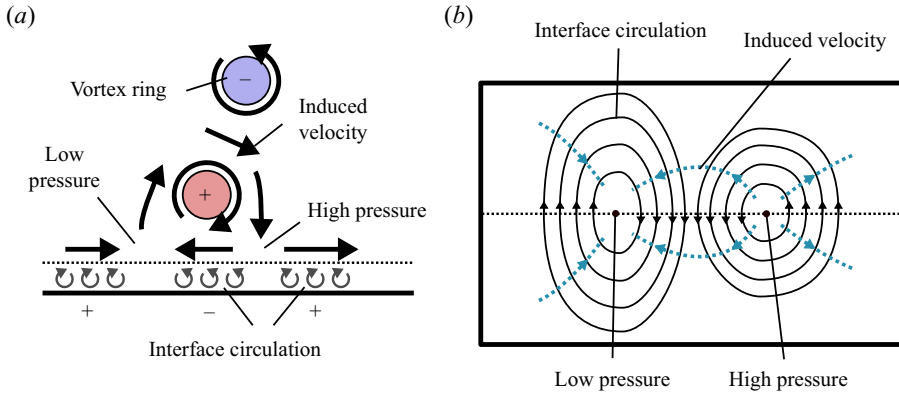 (a)
−
Vortex ring
Induced
velocity
Low
pressure
+
High pressure
+
−
+
Interface circulation
(b)
Interface circulation
Induced velocity
Low pressure
High pressure